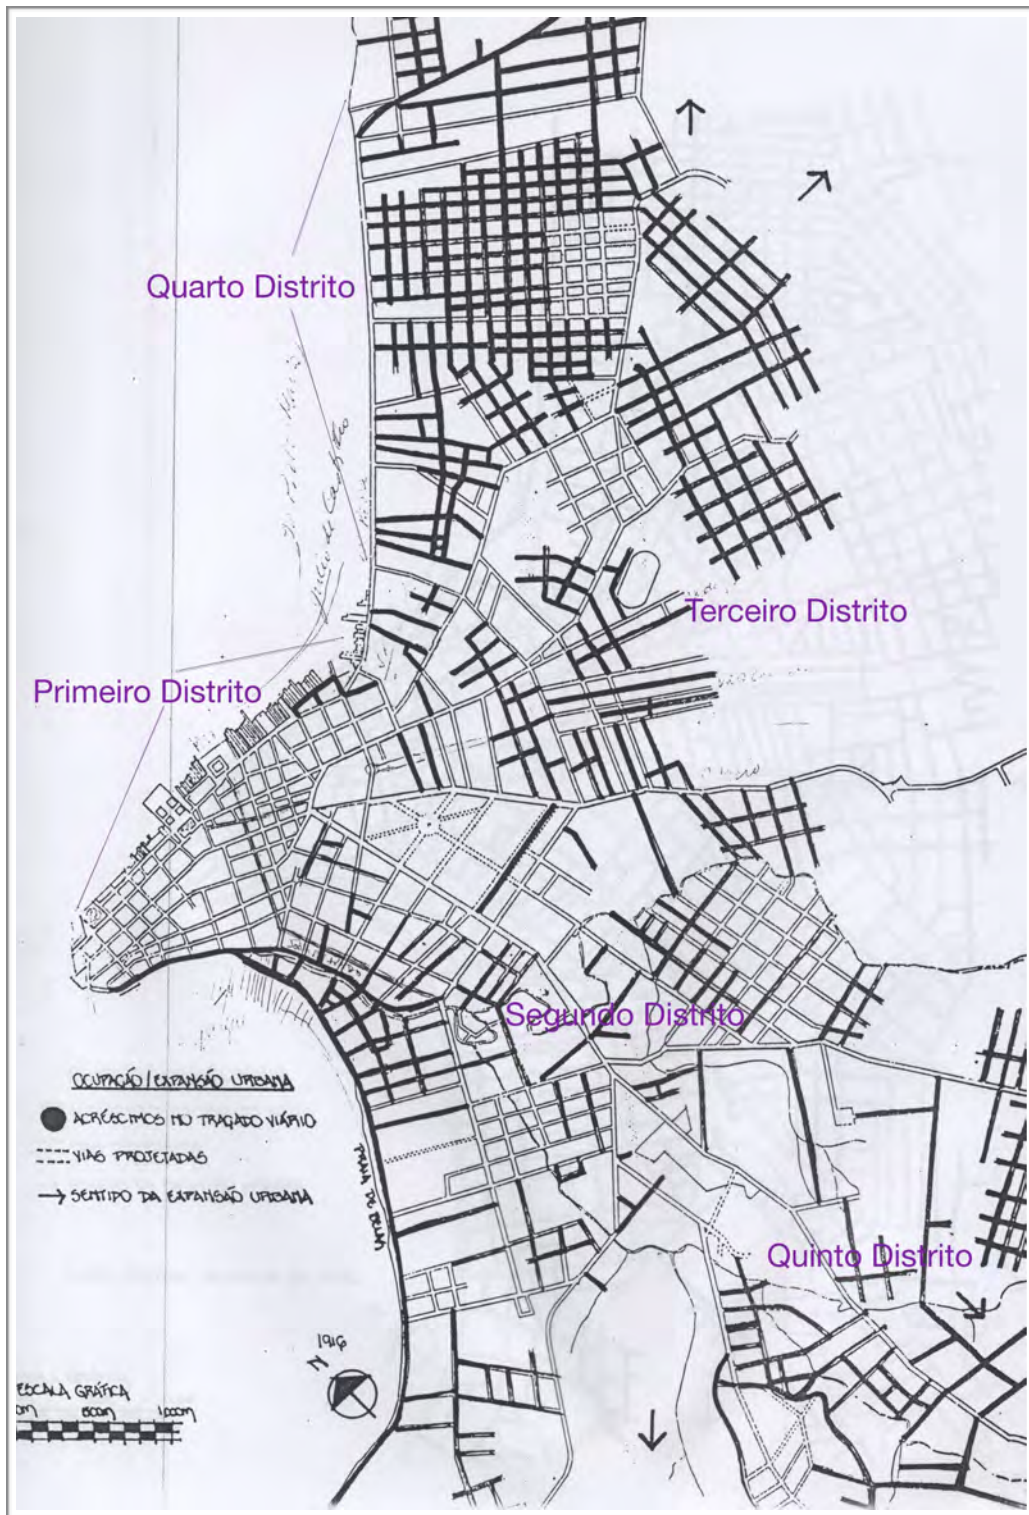 Quarto Distrito
Terceiro Distrito
Primeiro Distrito
Segundo Distrito
OCUPAÇÃO/EXPANSÃO URBANA
ACRÉSCIMOS NO TRAÇADO VIÁRIO
VIAS PROJETADAS
SENTIDO DA EXPANSÃO URBANA
PRAIA DE BELAS
Quinto Distrito
1916
N
ESCALA GRÁFICA
0m 500m 1000m